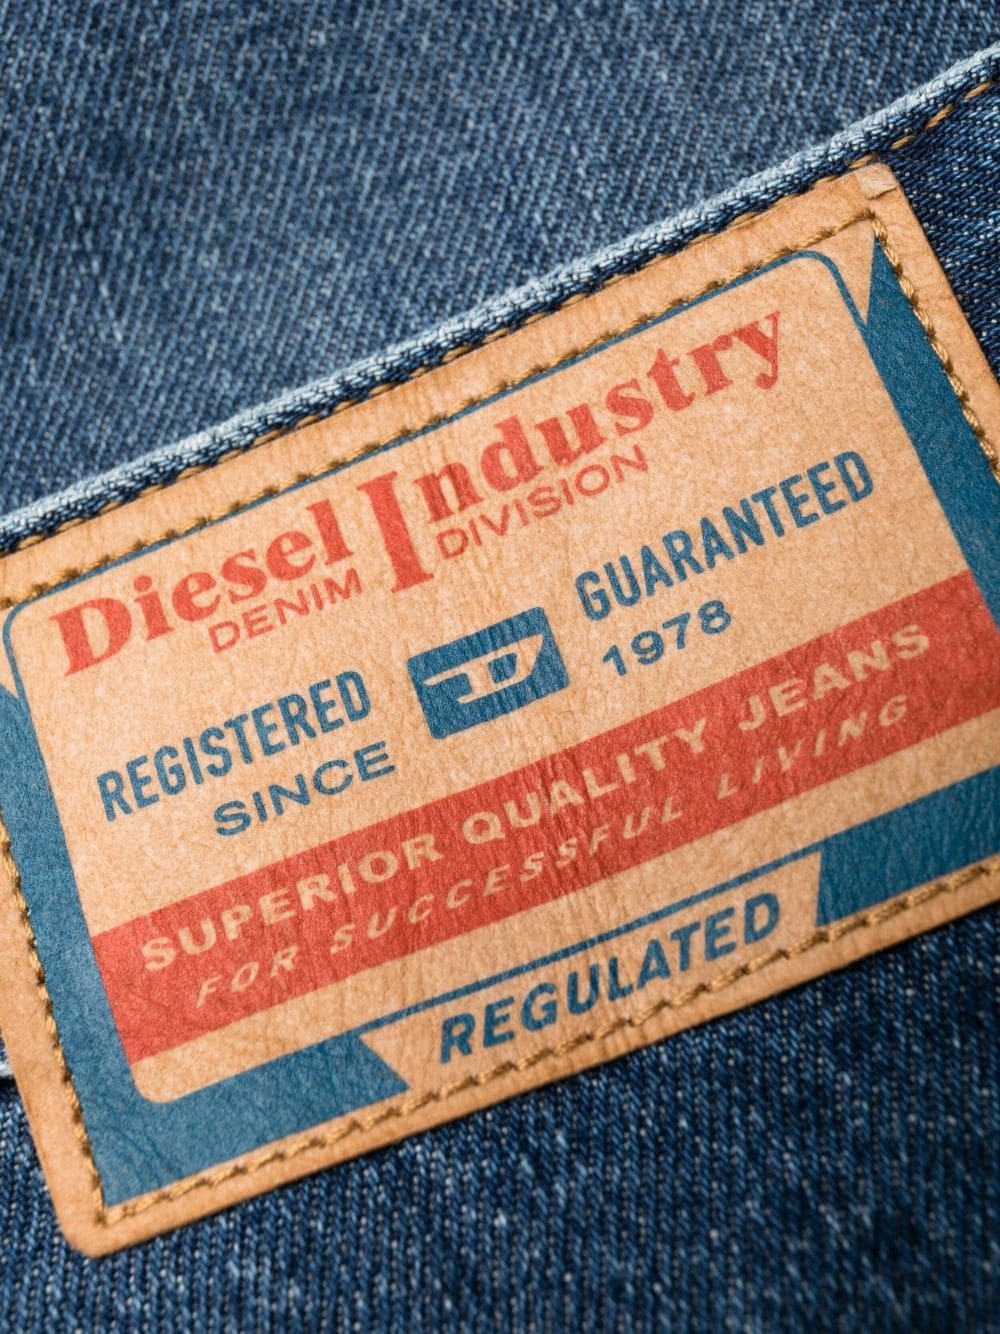 Diesel Industry
DENIM DIVISION
REGISTERED D GUARANTEED
SINCE 1978
SUPERIOR QUALITY JEANS
FOR SUCCESSFUL LIVING
REGULATED